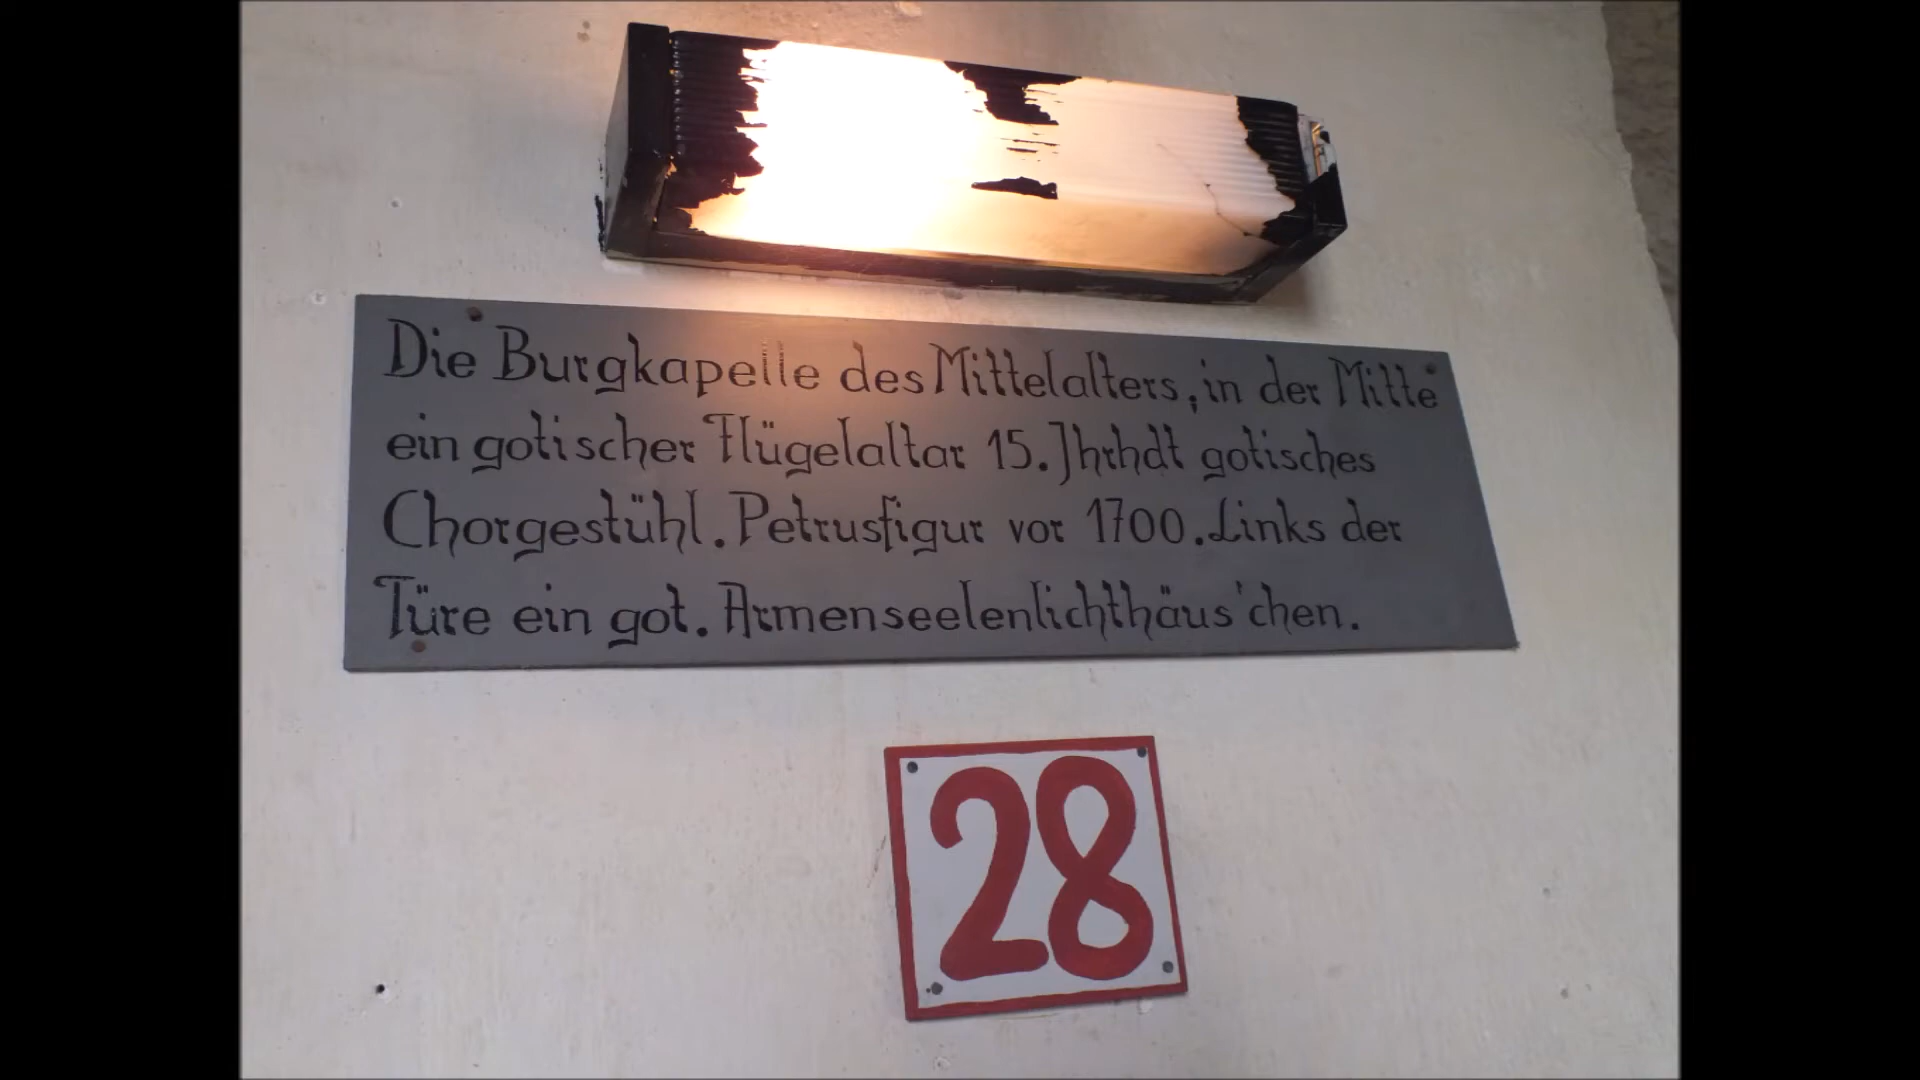 Die Burgkapelle des Mittelalters, in der Mitte
ein gotischer Flügelaltar 15. Jhrhdt gotisches
Chorgestühl. Petrusfigur vor 1700. Links der
Türe ein got. Armenseelenlichthäus'chen.
28